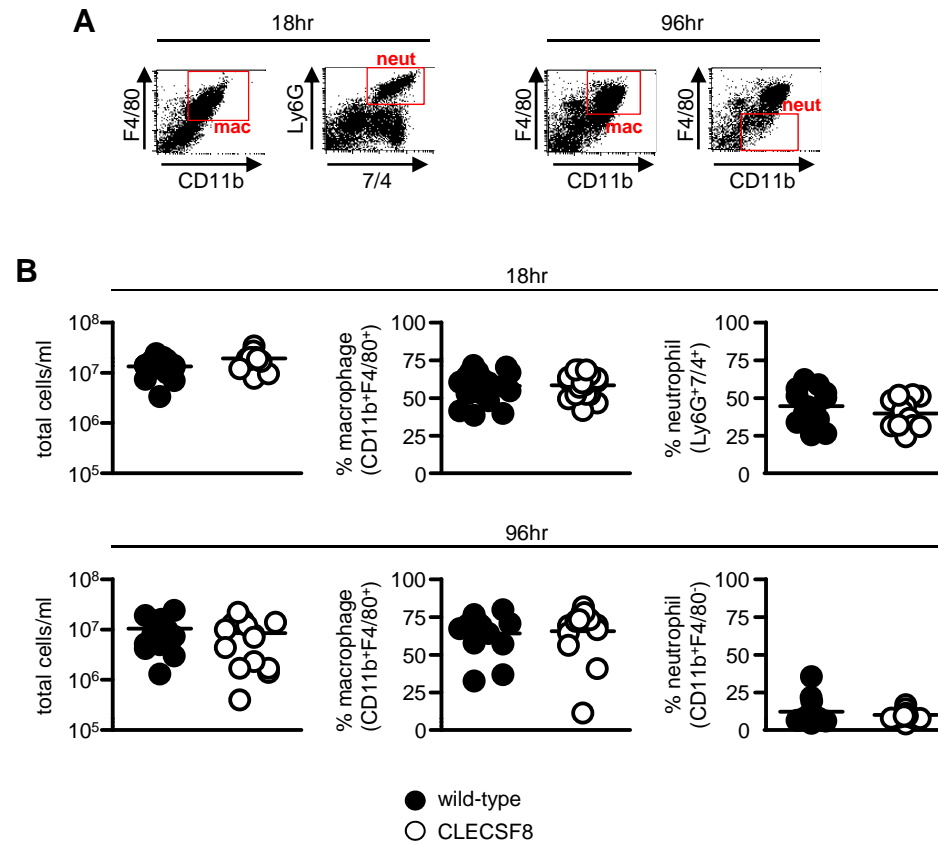 A
18hr
96hr
F4/80
mac
CD11b
Ly6G
neut
7/4
F4/80
mac
CD11b
F4/80
neut
CD11b
B
18hr
total cells/ml
10⁸
10⁷
10⁶
10⁵
% macrophage
(CD11b⁺F4/80⁺)
100
75
50
25
0
% neutrophil
(Ly6G⁺7/4⁺)
100
75
50
25
0
96hr
total cells/ml
10⁸
10⁷
10⁶
10⁵
% macrophage
(CD11b⁺F4/80⁺)
100
75
50
25
0
% neutrophil
(CD11b⁺F4/80⁻)
100
75
50
25
0
wild-type
CLECSF8